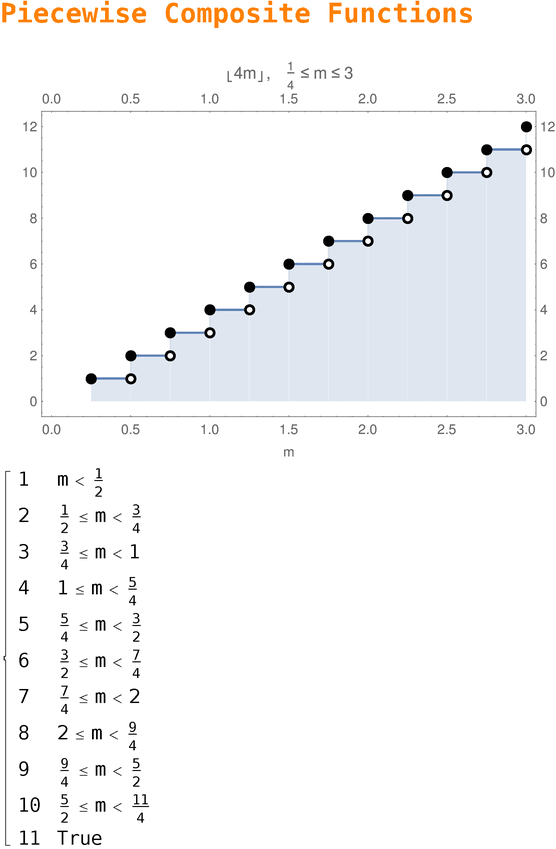 Piecewise Composite Functions
⌊4m⌋, 1/4 ≤ m ≤ 3
0.0 0.5 1.0 1.5 2.0 2.5 3.0
12 12
10 10
8 8
6 6
4 4
2 2
0 0
0.0 0.5 1.0 1.5 2.0 2.5 3.0
m
1 m < 1/2
2 1/2 ≤ m < 3/4
3 3/4 ≤ m < 1
4 1 ≤ m < 5/4
5 5/4 ≤ m < 3/2
6 3/2 ≤ m < 7/4
7 7/4 ≤ m < 2
8 2 ≤ m < 9/4
9 9/4 ≤ m < 5/2
10 5/2 ≤ m < 11/4
11 True